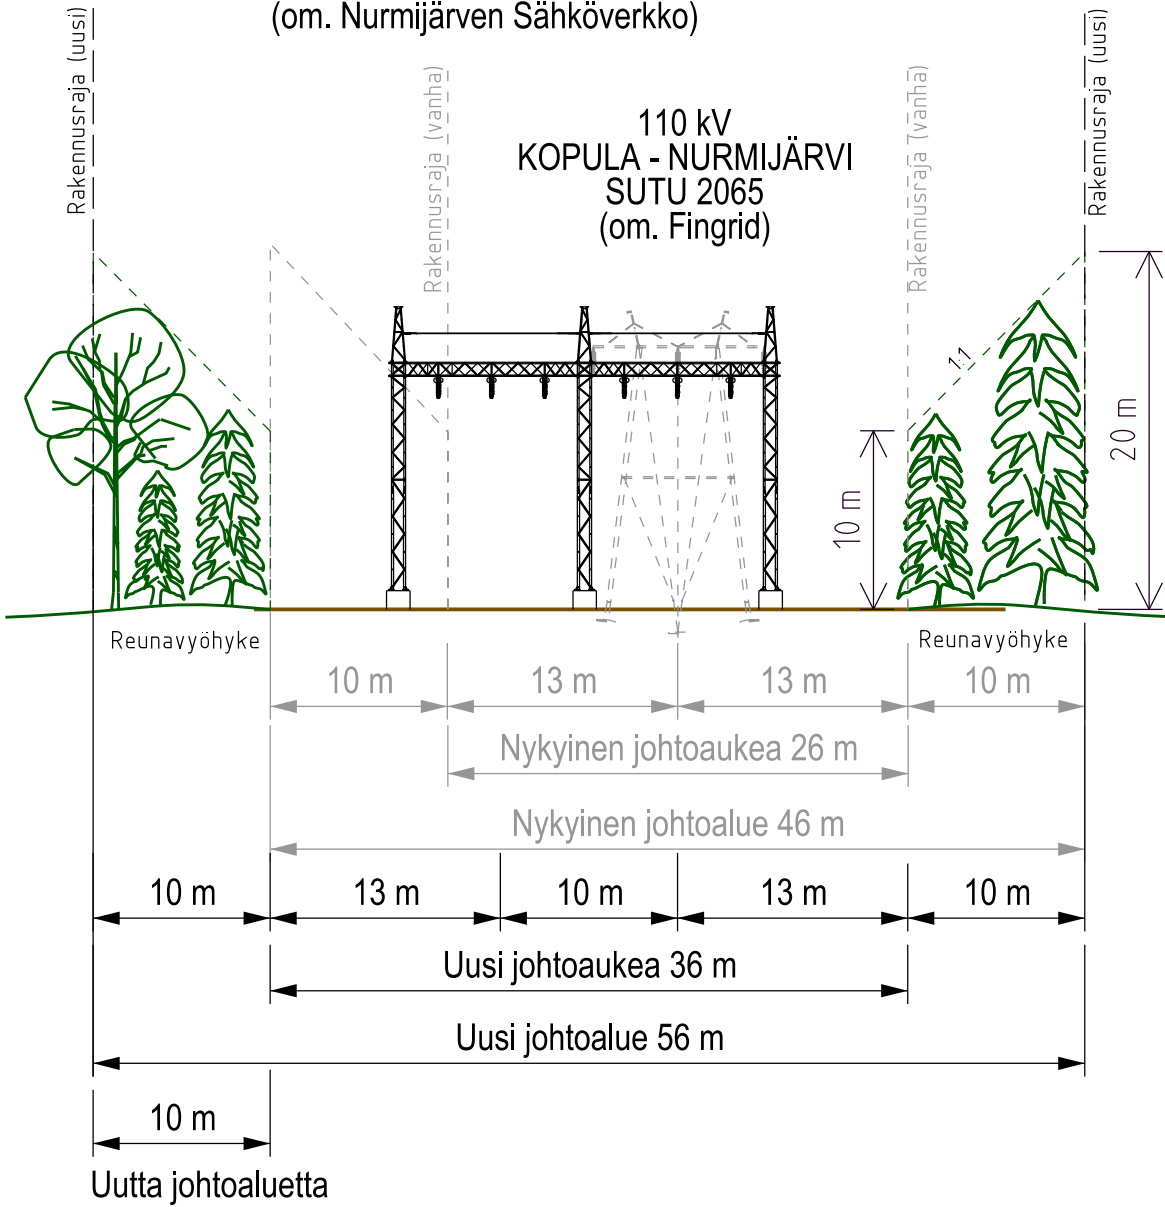 (om. Nurmijärven Sähköverkko)
Rakennusraja (uusi)
Rakennusraja (vanha)
110 kV
KOPULA - NURMIJÄRVI
SUTU 2065
(om. Fingrid)
Rakennusraja (vanha)
Rakennusraja (uusi)
1:1
20 m
10 m
Reunavyöhyke
Reunavyöhyke
10 m
13 m
13 m
10 m
Nykyinen johtoaukea 26 m
Nykyinen johtoalue 46 m
10 m
13 m
10 m
13 m
10 m
Uusi johtoaukea 36 m
Uusi johtoalue 56 m
10 m
Uutta johtoaluetta